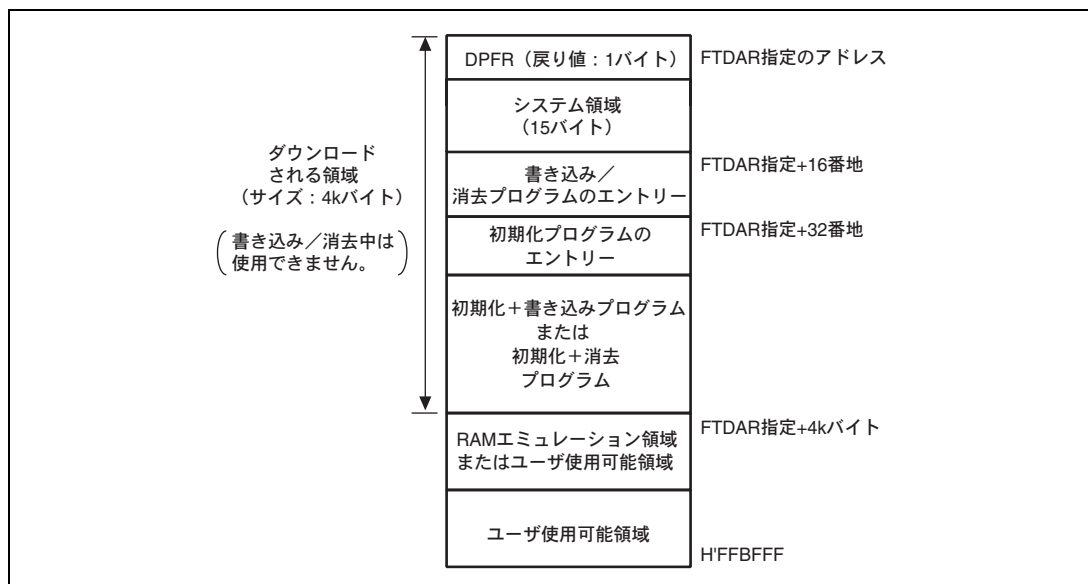 DPFR（戻り値：1バイト）
FTDAR指定のアドレス
システム領域
（15バイト）
ダウンロード
される領域
（サイズ：4kバイト）
書き込み／消去中は
使用できません。
書き込み／
消去プログラムのエントリー
FTDAR指定+16番地
初期化プログラムの
エントリー
FTDAR指定+32番地
初期化＋書き込みプログラム
または
初期化＋消去
プログラム
RAMエミュレーション領域
またはユーザ使用可能領域
FTDAR指定+4kバイト
ユーザ使用可能領域
H'FFBFFF